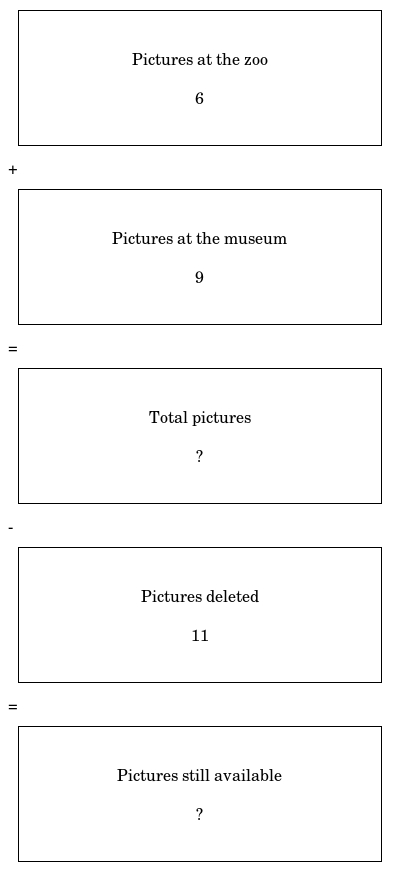 Pictures at the zoo
6
+
Pictures at the museum
9
=
Total pictures
?
-
Pictures deleted
11
=
Pictures still available
?